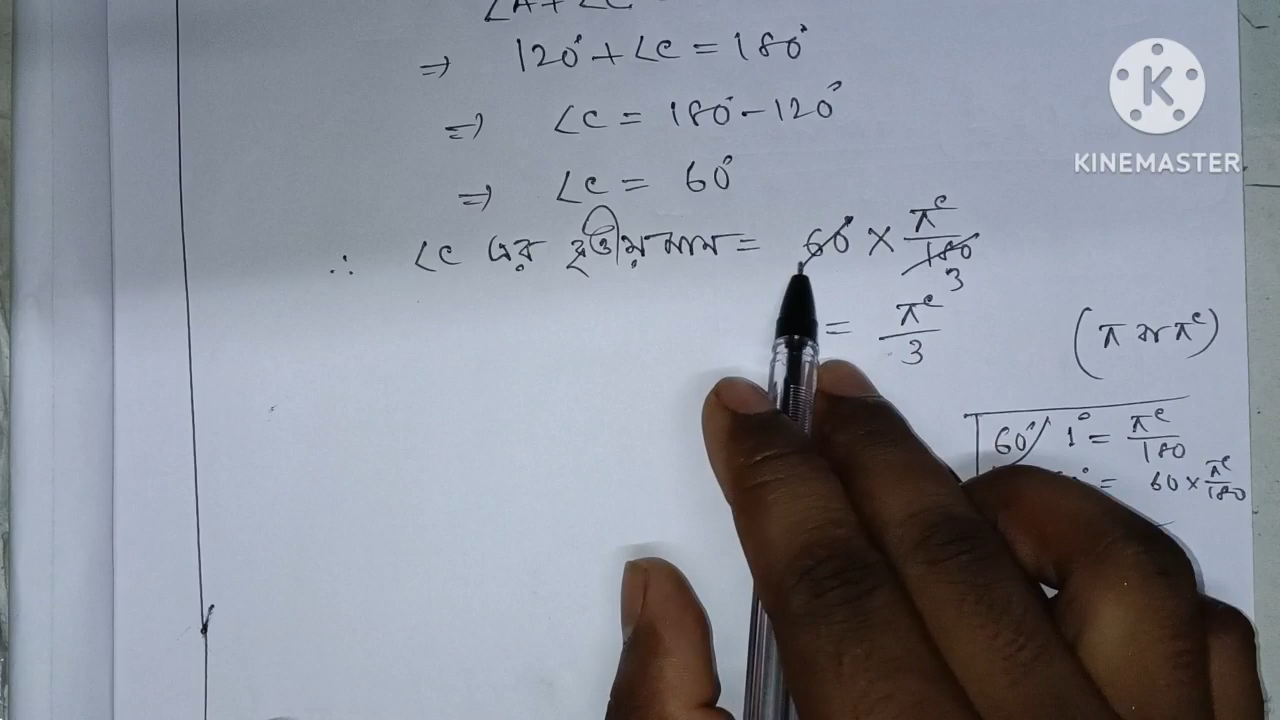 ∠A + ∠C
⇒ 120° + ∠C = 180°
⇒ ∠C = 180° − 120°
⇒ ∠C = 60°
∴ ∠C এর বৃত্তীয় মান = 60 × π^c/180
3
= π^c/3
(π বা π^c)
60° 1° = π^c/180
° = 60 × π^c/180
K
KINEMASTER